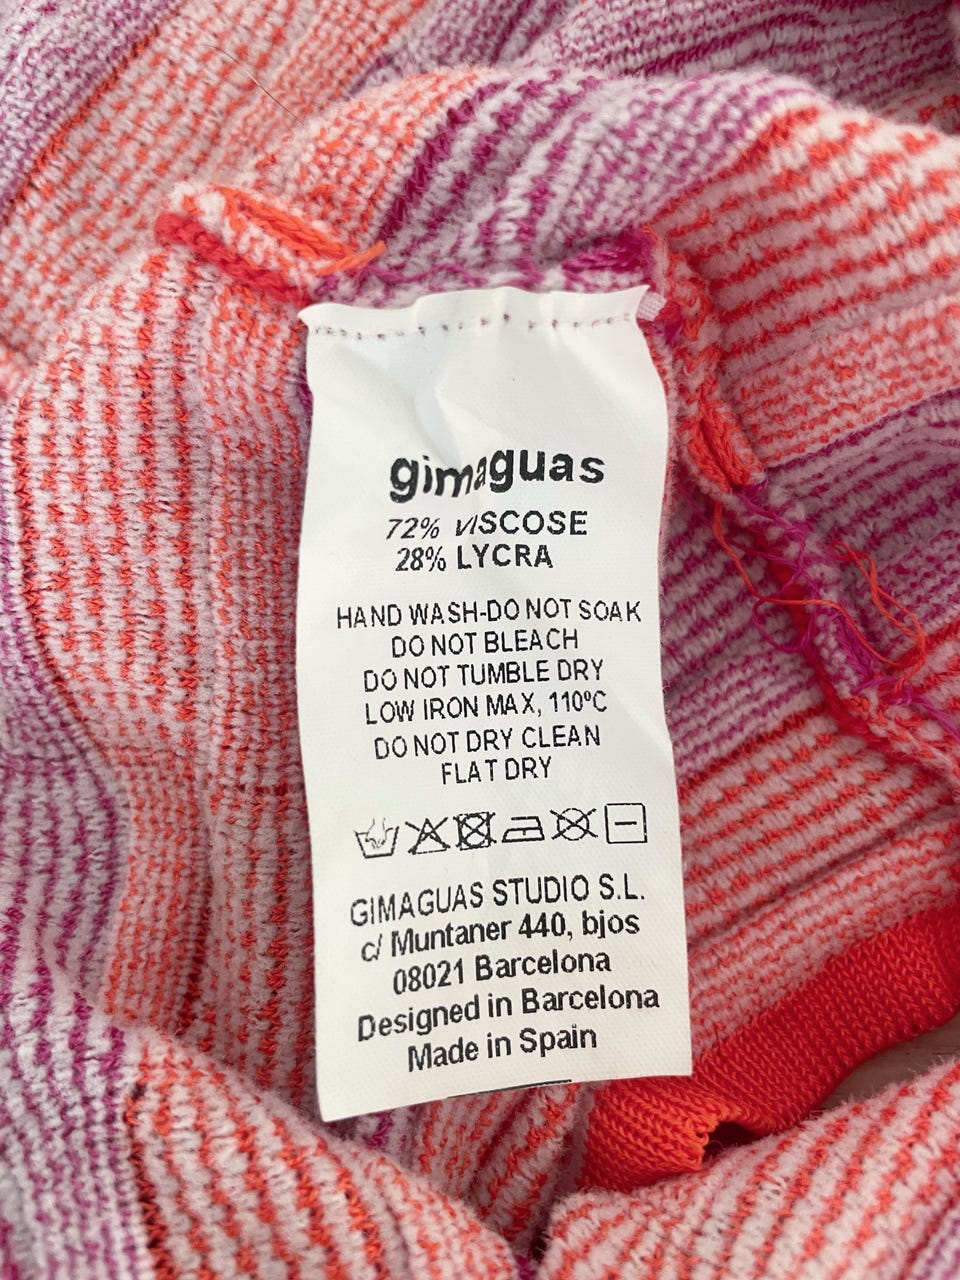 gimaguas
72% VISCOSE
28% LYCRA
HAND WASH-DO NOT SOAK
DO NOT BLEACH
DO NOT TUMBLE DRY
LOW IRON MAX, 110ºC
DO NOT DRY CLEAN
FLAT DRY
GIMAGUAS STUDIO S.L.
c/ Muntaner 440, bjos
08021 Barcelona
Designed in Barcelona
Made in Spain